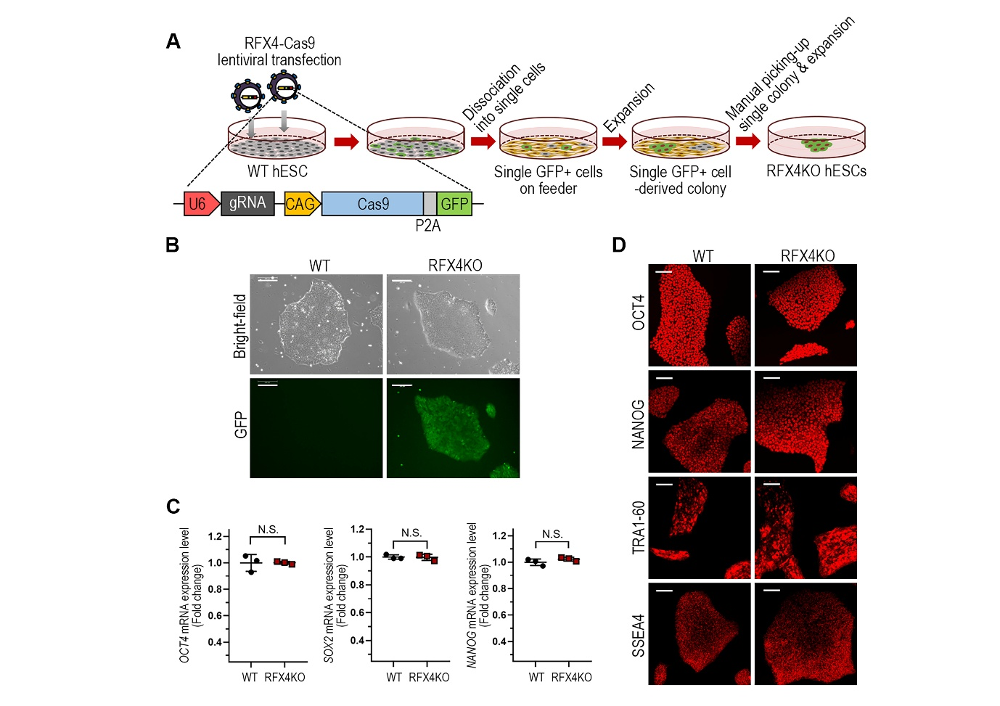 A
RFX4-Cas9
lentiviral transfection
WT hESC
Dissociation
into single cells
Single GFP+ cells
on feeder
Expansion
Single GFP+ cell
-derived colony
Manual picking-up
single colony & expansion
RFX4KO hESCs
U6
gRNA
CAG
Cas9
GFP
P2A
B
WT
RFX4KO
Bright-field
GFP
C
OCT4 mRNA expression level
(Fold change)
1.2
1.0
0.8
0.6
0.4
N.S.
WT
RFX4KO
SOX2 mRNA expression level
(Fold change)
1.2
1.0
0.8
0.6
0.4
N.S.
WT
RFX4KO
NANOG mRNA expression level
(Fold change)
1.2
1.0
0.8
0.6
0.4
N.S.
WT
RFX4KO
D
WT
RFX4KO
OCT4
NANOG
TRA1-60
SSEA4